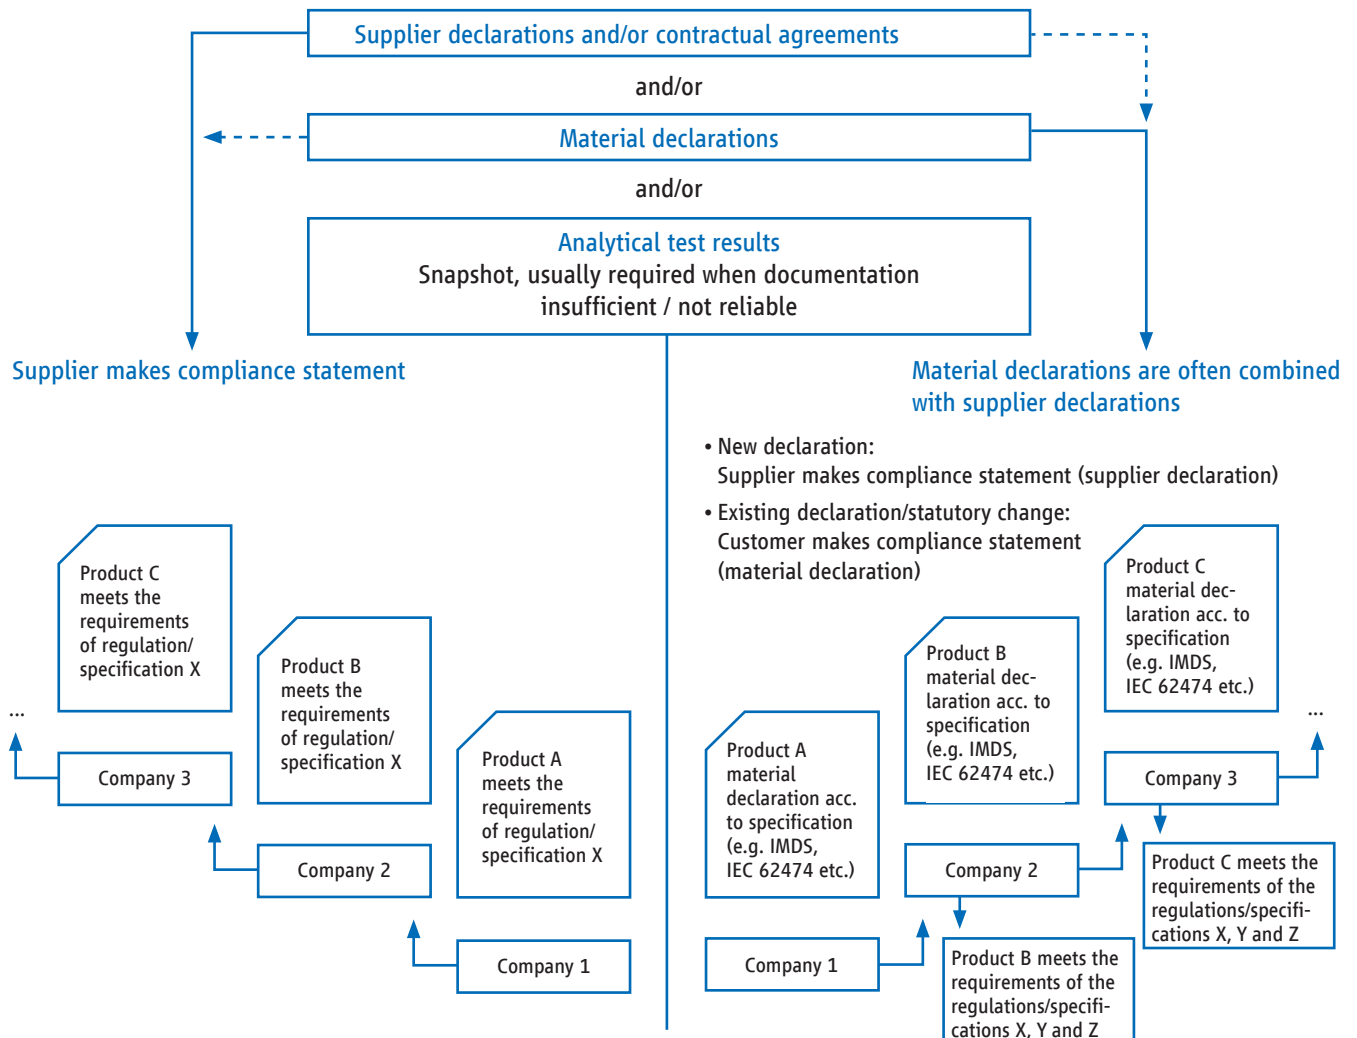 Supplier declarations and/or contractual agreements
and/or
Material declarations
and/or
Analytical test results
Snapshot, usually required when documentation
insufficient / not reliable
Supplier makes compliance statement
Product C
meets the
requirements
of regulation/
specification X
...
Company 3
Product B
meets the
requirements
of regulation/
specification X
Company 2
Product A
meets the
requirements
of regulation/
specification X
Company 1
Material declarations are often combined
with supplier declarations
• New declaration:
Supplier makes compliance statement (supplier declaration)
• Existing declaration/statutory change:
Customer makes compliance statement
(material declaration)
Product A
material
declaration acc.
to specification
(e.g. IMDS,
IEC 62474 etc.)
Company 1
Product B
material dec-
laration acc. to
specification
(e.g. IMDS,
IEC 62474 etc.)
Company 2
Product B meets the
requirements of the
regulations/specifi-
cations X, Y and Z
Product C
material dec-
laration acc. to
specification
(e.g. IMDS,
IEC 62474 etc.)
...
Company 3
Product C meets the
requirements of the
regulations/specifi-
cations X, Y and Z